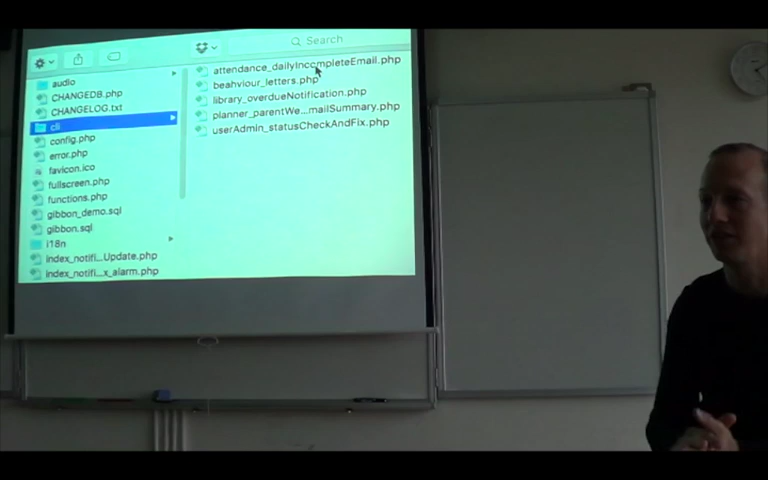 Search
audio
CHANGEDB.php
CHANGELOG.txt
cli
config.php
error.php
favicon.ico
fullscreen.php
functions.php
gibbon_demo.sql
gibbon.sql
i18n
index_notifi...Update.php
index_notifi...x_alarm.php
attendance_dailyIncompleteEmail.php
beahviour_letters.php
library_overdueNotification.php
planner_parentWe...mailSummary.php
userAdmin_statusCheckAndFix.php